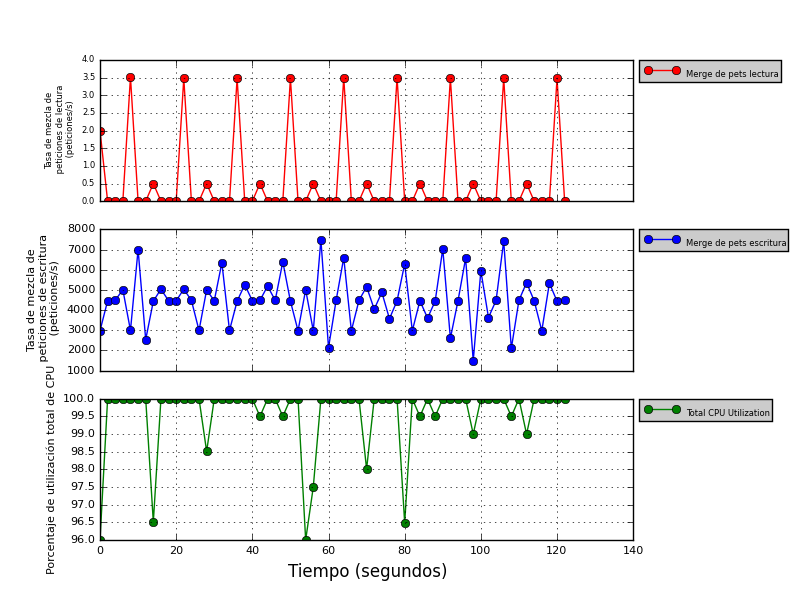 4.0
3.5
3.0
2.5
2.0
1.5
1.0
0.5
0.0
Tasa de mezcla de
peticiones de lectura
(peticiones/s)
Merge de pets lectura
8000
7000
6000
5000
4000
3000
2000
1000
Tasa de mezcla de
peticiones de escritura
(peticiones/s)
Merge de pets escritura
100.0
99.5
99.0
98.5
98.0
97.5
97.0
96.5
96.0
Porcentaje de utilización total de CPU
Total CPU Utilization
0 20 40 60 80 100 120 140
Tiempo (segundos)